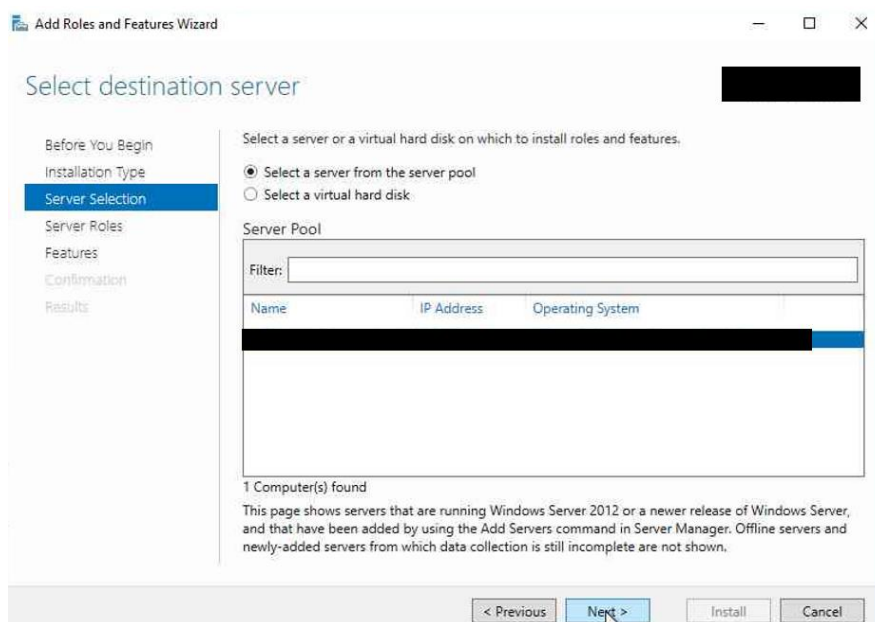 Add Roles and Features Wizard
Select destination server
Before You Begin
Installation Type
Server Selection
Server Roles
Features
Confirmation
Results
Select a server or a virtual hard disk on which to install roles and features.
Select a server from the server pool
Select a virtual hard disk
Server Pool
Filter:
Name IP Address Operating System
1 Computer(s) found
This page shows servers that are running Windows Server 2012 or a newer release of Windows Server,
and that have been added by using the Add Servers command in Server Manager. Offline servers and
newly-added servers from which data collection is still incomplete are not shown.
< Previous Next > Install Cancel